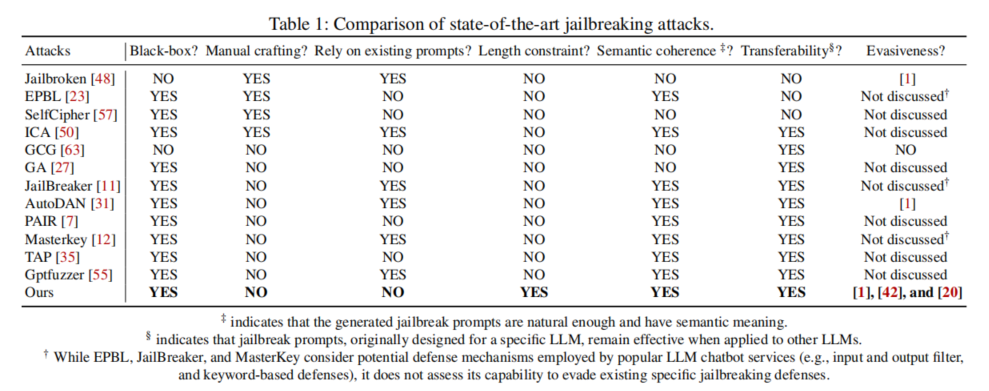 Table 1: Comparison of state-of-the-art jailbreaking attacks.
Attacks Black-box? Manual crafting? Rely on existing prompts? Length constraint? Semantic coherence ‡? Transferability§? Evasiveness?
Jailbroken [48] NO YES YES NO NO NO [1]
EPBL [23] YES YES NO NO YES NO Not discussed†
SelfCipher [57] YES YES NO NO NO NO Not discussed
ICA [50] YES YES YES NO YES YES Not discussed
GCG [63] NO NO NO NO NO YES NO
GA [27] YES NO NO NO NO YES Not discussed
JailBreaker [11] YES NO YES NO YES YES Not discussed†
AutoDAN [31] YES NO YES NO YES YES [1]
PAIR [7] YES NO NO NO YES YES Not discussed
Masterkey [12] YES NO YES NO YES YES Not discussed†
TAP [35] YES NO NO NO YES YES Not discussed
Gptfuzzer [55] YES NO YES NO YES YES Not discussed
Ours YES NO NO YES YES YES [1], [42], and [20]
‡ indicates that the generated jailbreak prompts are natural enough and have semantic meaning.
§ indicates that jailbreak prompts, originally designed for a specific LLM, remain effective when applied to other LLMs.
† While EPBL, JailBreaker, and MasterKey consider potential defense mechanisms employed by popular LLM chatbot services (e.g., input and output filter,
and keyword-based defenses), it does not assess its capability to evade existing specific jailbreaking defenses.